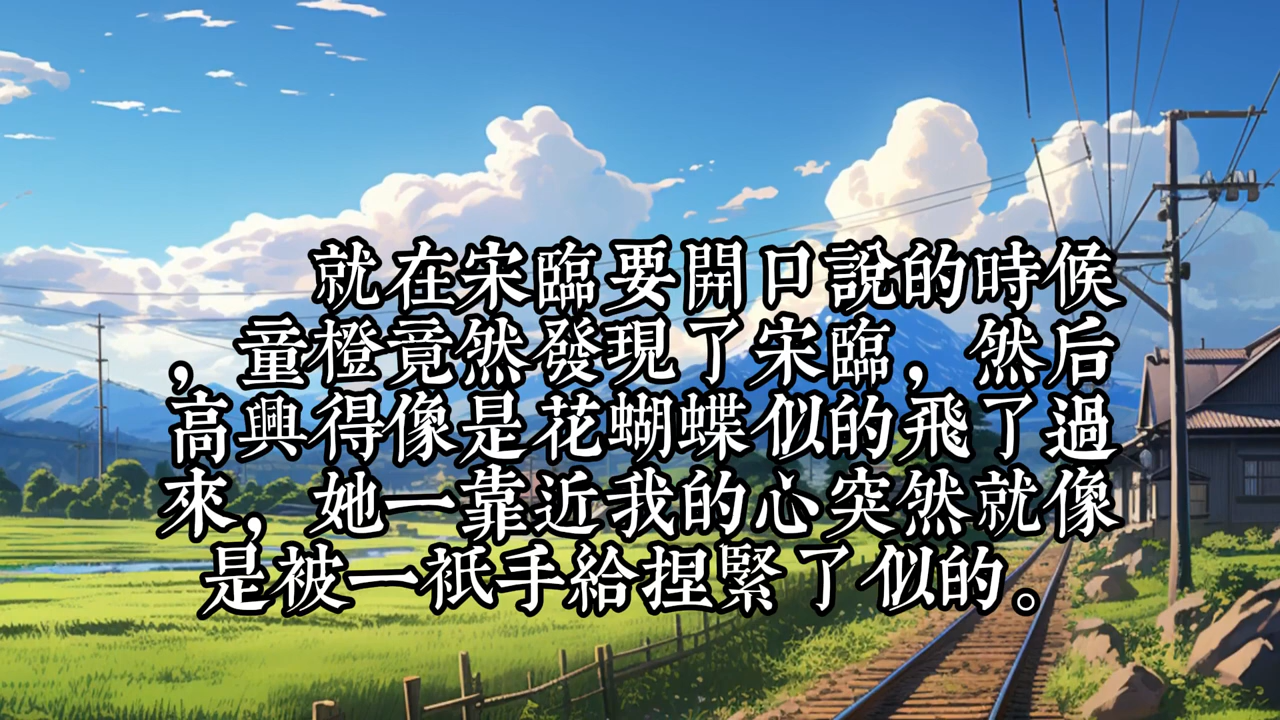 就在宋臨要開口說的時候
，童橙竟然發現了宋臨，然后
高興得像是花蝴蝶似的飛了過
來，她一靠近我的心突然就像
是被一衹手給捏緊了似的。